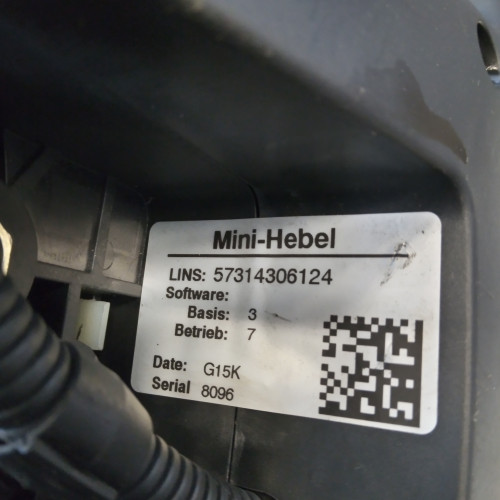 Mini-Hebel
LINS: 57314306124
Software:
Basis: 3
Betrieb: 7
Date: G15K
Serial 8096